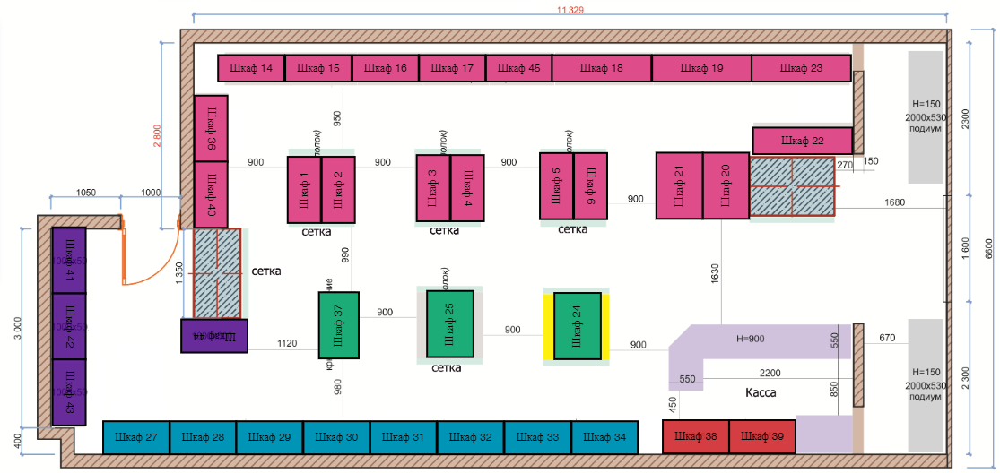 11 329
Шкаф 14
Шкаф 15
Шкаф 16
Шкаф 17
Шкаф 45
Шкаф 18
Шкаф 19
Шкаф 23
2 800
950
Шкаф 36
H=150
2000x530
подиум
2300
Шкаф 22
900
900
900
900
Шкаф 40
Шкаф 1
Шкаф 2
Шкаф 3
Шкаф 4
Шкаф 5
Шкаф 6
Шкаф 21
Шкаф 20
270
150
1050
1000
1680
сетка
сетка
сетка
6600
1 600
Шкаф 41
1 350
сетка
990
1630
3 000
Шкаф 42
Шкаф 44
1120
Шкаф 37
900
Шкаф 25
900
Шкаф 24
900
H=900
550
670
сетка
550
2200
Касса
850
450
980
Шкаф 43
H=150
2000x530
подиум
2 300
400
Шкаф 27
Шкаф 28
Шкаф 29
Шкаф 30
Шкаф 31
Шкаф 32
Шкаф 33
Шкаф 34
Шкаф 38
Шкаф 39